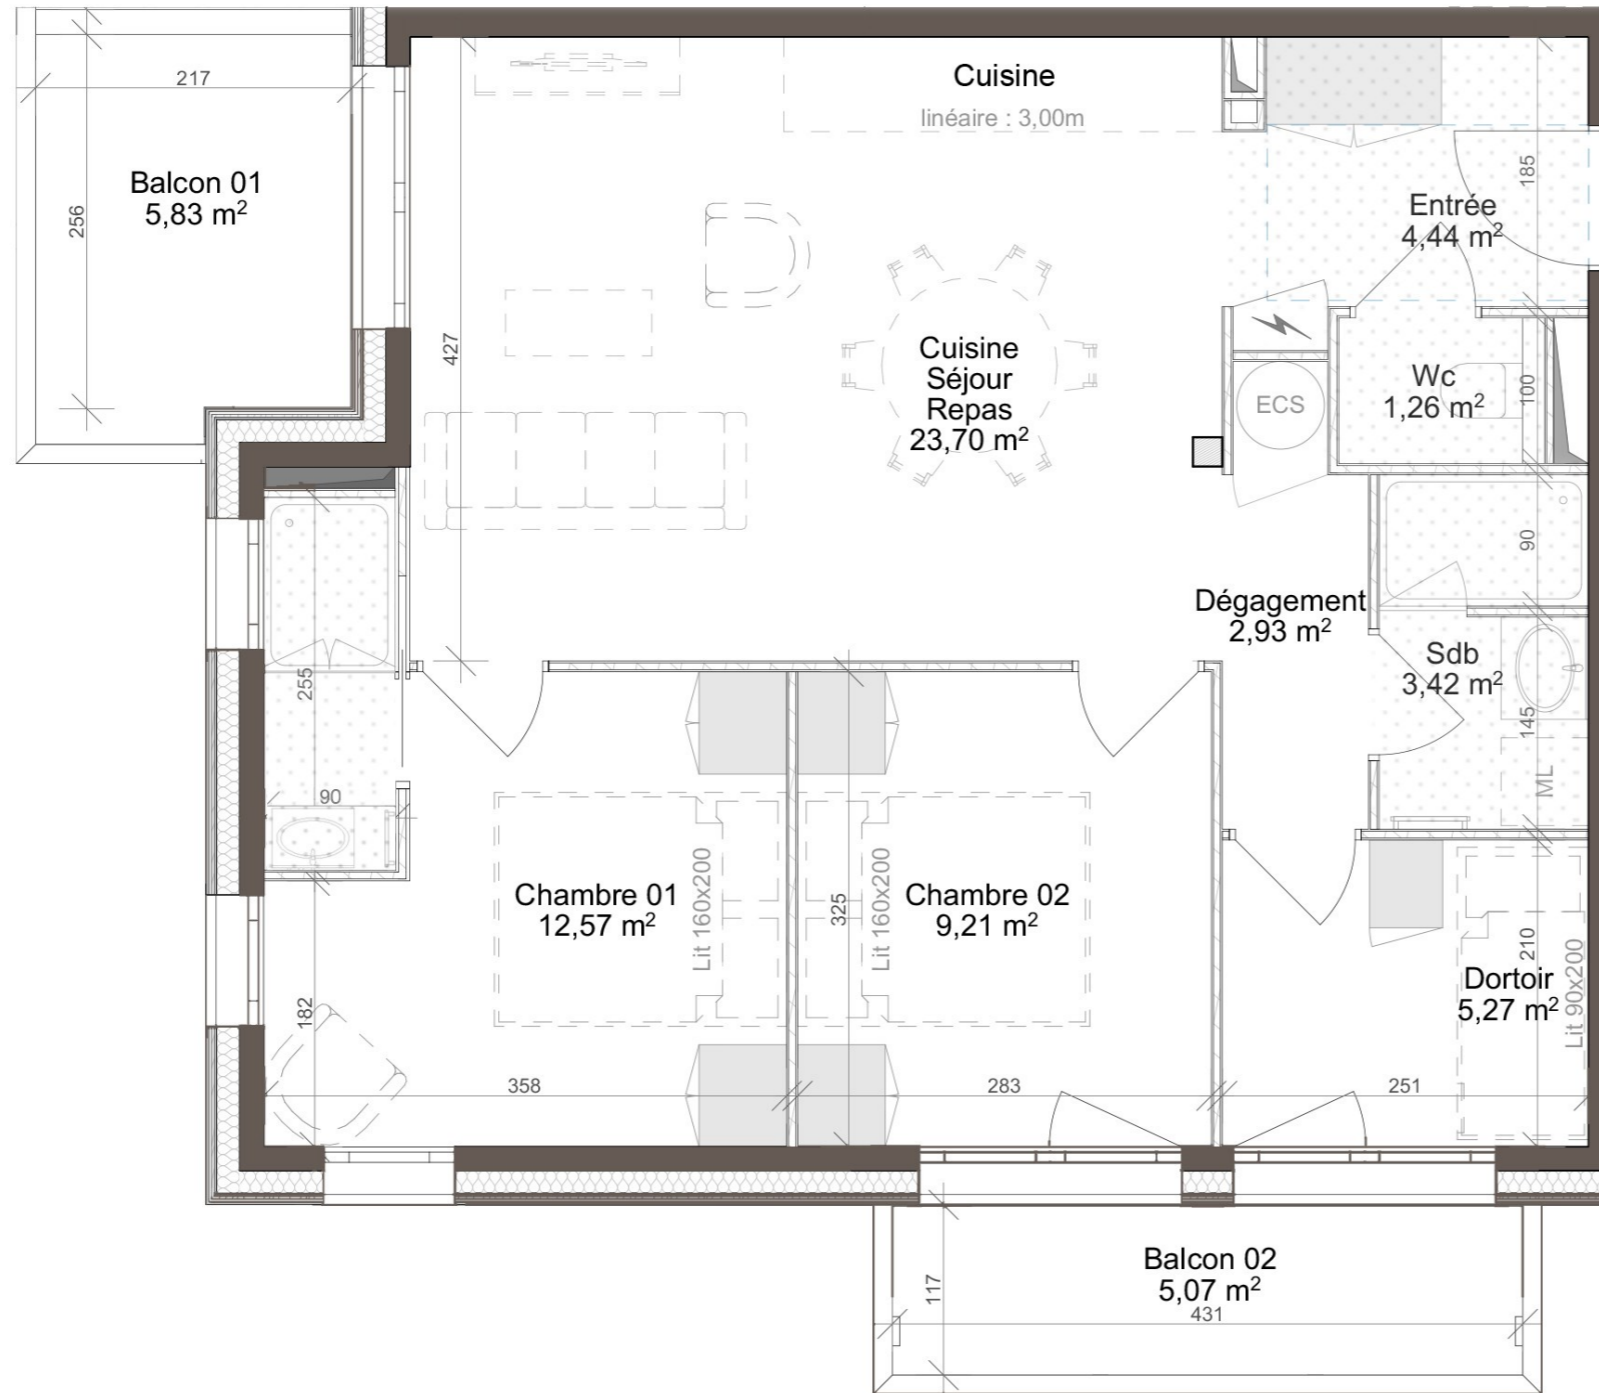 217
Cuisine
linéaire : 3,00m
Balcon 01
5,83 m²
256
185
Entrée
4,44 m²
427
Cuisine
Séjour
Repas
23,70 m²
Wc
1,26 m²
100
ECS
90
Dégagement
2,93 m²
Sdb
3,42 m²
255
145
ML
90
Chambre 01
12,57 m²
Lit 160x200
325
Lit 160x200
Chambre 02
9,21 m²
210
Dortoir
5,27 m²
Lit 90x200
182
358
283
251
Balcon 02
5,07 m²
117
431